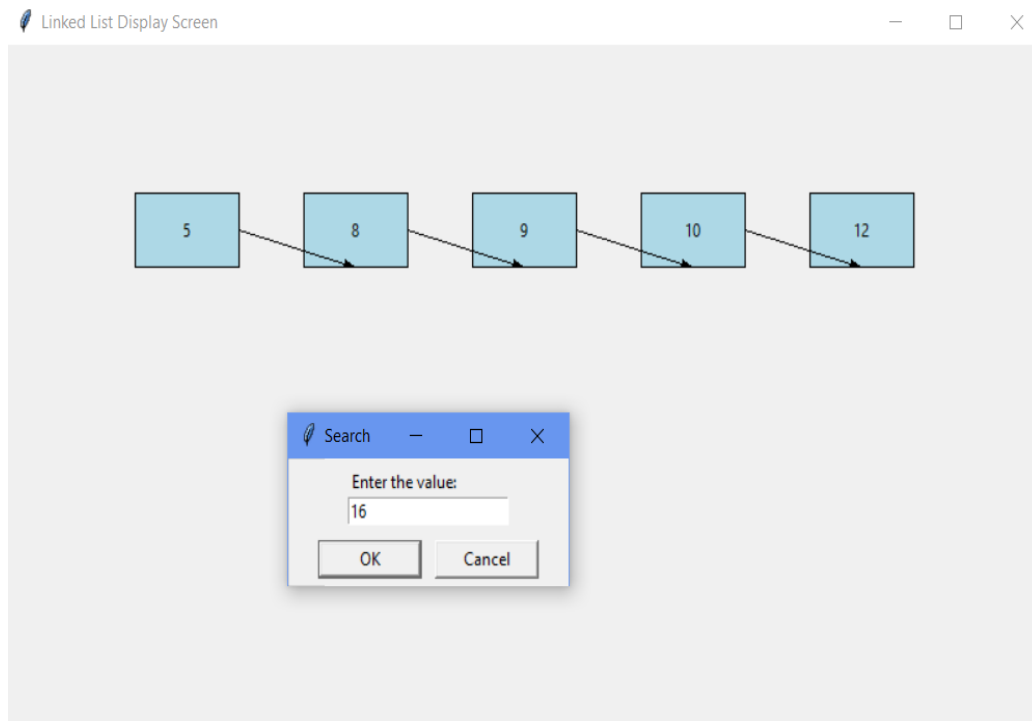 Linked List Display Screen
5 8 9 10 12
Search
Enter the value:
16
OK Cancel